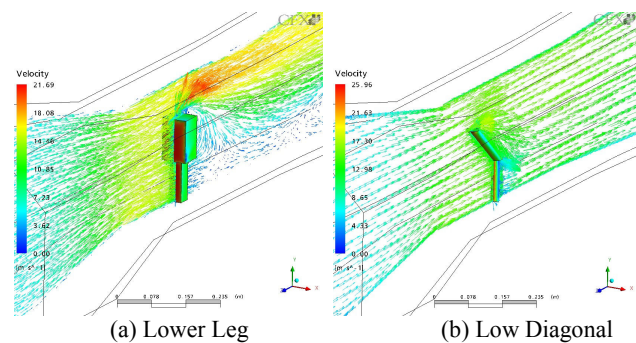 CFX
Velocity
21.69
18.08
14.46
10.85
7.23
3.62
0.00
[m s^-1]
0 0.078 0.157 0.235 (m)
Y
X
Z
(a) Lower Leg
CFX
Velocity
25.96
21.63
17.30
12.98
8.65
4.33
0.00
[m s^-1]
0 0.078 0.157 0.235 (m)
Y
X
Z
(b) Low Diagonal